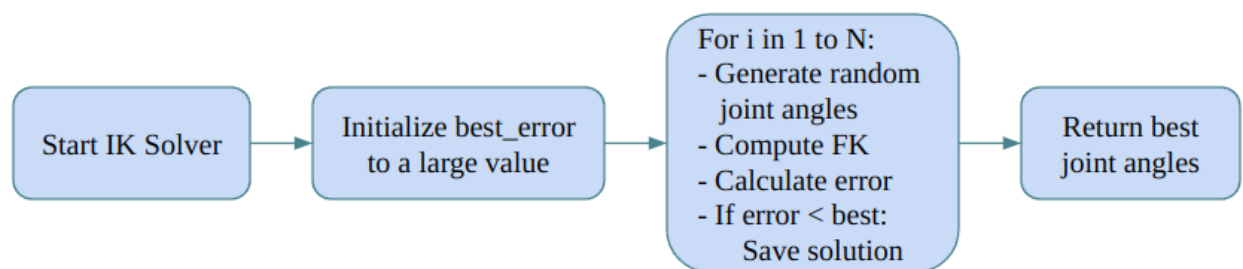 Start IK Solver
Initialize best_error
to a large value
For i in 1 to N:
- Generate random
joint angles
- Compute FK
- Calculate error
- If error < best:
Save solution
Return best
joint angles